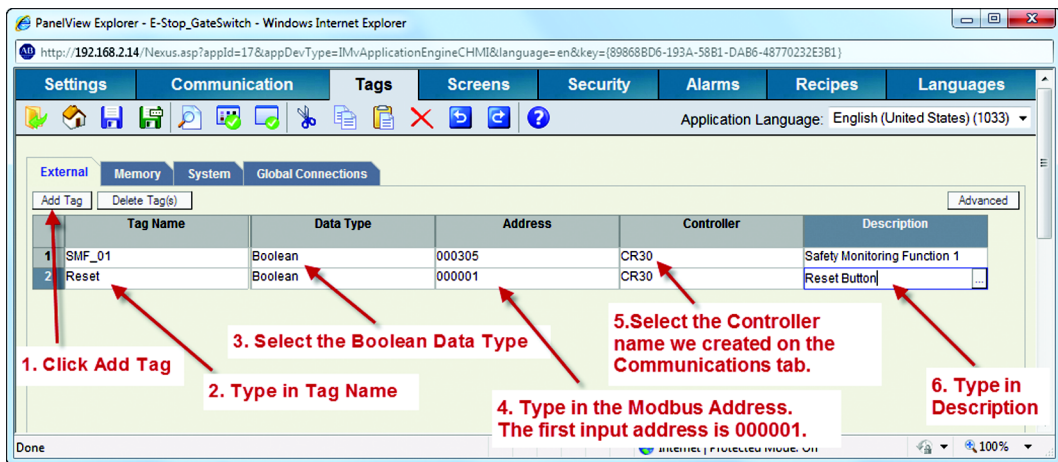 PanelView Explorer - E-Stop_GateSwitch - Windows Internet Explorer
http://192.168.2.14/Nexus.asp?appId=17&appDevType=IMvApplicationEngineCHMI&language=en&key={89868BD6-193A-58B1-DAB6-48770232E3B1}
Settings Communication Tags Screens Security Alarms Recipes Languages
Application Language: English (United States) (1033)
External Memory System Global Connections
Add Tag Delete Tag(s) Advanced
Tag Name Data Type Address Controller Description
1 SMF_01 Boolean 000305 CR30 Safety Monitoring Function 1
2 Reset Boolean 000001 CR30 Reset Button ...
1. Click Add Tag
2. Type in Tag Name
3. Select the Boolean Data Type
4. Type in the Modbus Address.
The first input address is 000001.
5.Select the Controller
name we created on the
Communications tab.
6. Type in
Description
Done Internet | Protected Mode: On 100%